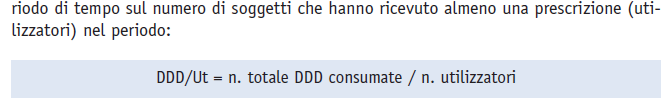 riodo di tempo sul numero di soggetti che hanno ricevuto almeno una prescrizione (uti-
lizzatori) nel periodo:
DDD/Ut = n. totale DDD consumate / n. utilizzatori